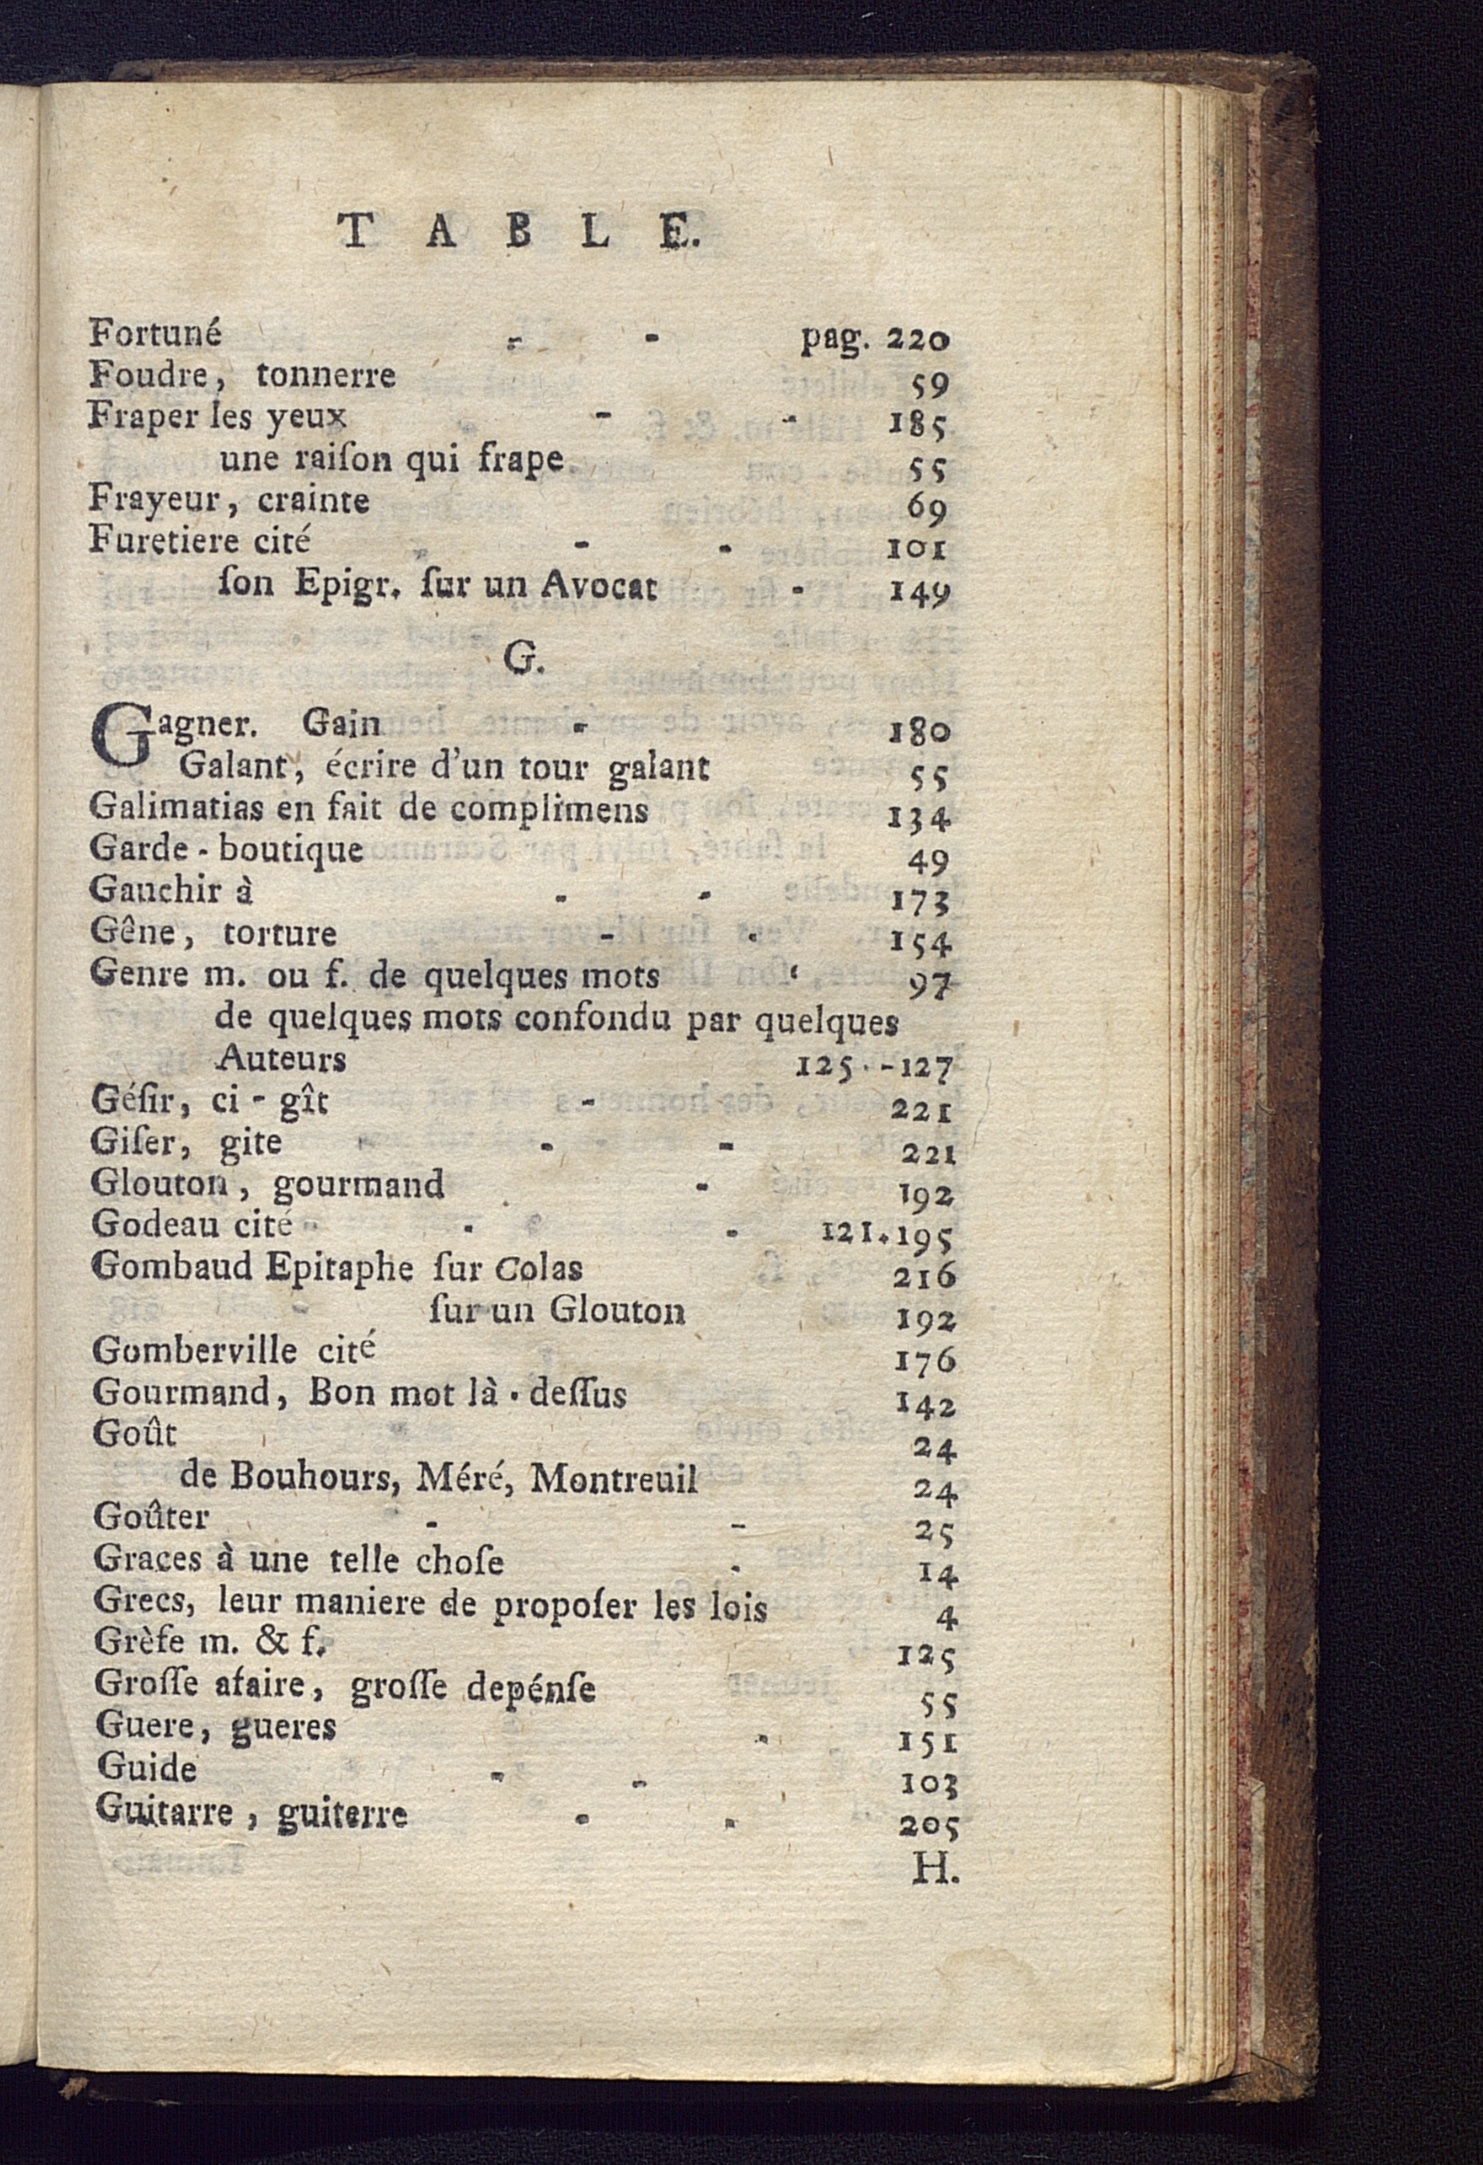 TABLE.
Fortuné - - pag. 220
Foudre, tonnerre 59
Fraper les yeux - - 185
une raiſon qui frape 55
Frayeur, crainte 69
Furetiere cité - - 101
ſon Epigr. ſur un Avocat - 149
G.
Gagner. Gain - 180
Galant, écrire d'un tour galant 55
Galimatias en fait de complimens 134
Garde-boutique 49
Gauchir à - - 173
Gêne, torture - - 154
Genre m. ou f. de quelques mots 97
de quelques mots confondu par quelques
Auteurs 125.-127
Géſir, ci-gît - 221
Giſer, gite - - 221
Glouton, gourmand - 192
Godeau cité - - 121.195
Gombaud Epitaphe ſur Colas 216
ſur un Glouton 192
Gomberville cité 176
Gourmand, Bon mot là-deſſus 142
Goût 24
de Bouhours, Méré, Montreuil 24
Goûter - - 25
Graces à une telle choſe - 14
Grecs, leur maniere de propoſer les lois 4
Grèfe m. & f. 125
Groſſe afaire, groſſe depénſe 55
Guere, gueres - 151
Guide - - 103
Guitarre, guiterre - - 205
H.